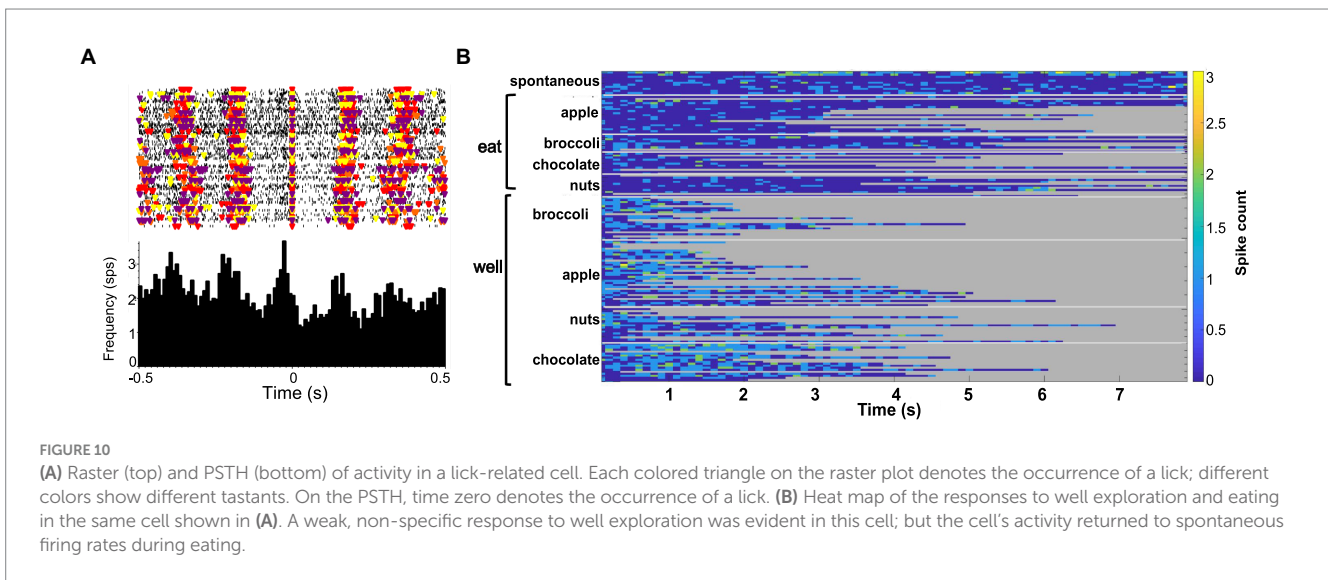 A
B
3
2
1
0
Frequency (sps)
-0.5
0
0.5
Time (s)
spontaneous
eat
apple
broccoli
chocolate
nuts
well
broccoli
apple
nuts
chocolate
1
2
3
4
5
6
7
Time (s)
3
2.5
2
1.5
1
0.5
0
Spike count
FIGURE 10
(A) Raster (top) and PSTH (bottom) of activity in a lick-related cell. Each colored triangle on the raster plot denotes the occurrence of a lick; different
colors show different tastants. On the PSTH, time zero denotes the occurrence of a lick. (B) Heat map of the responses to well exploration and eating
in the same cell shown in (A). A weak, non-specific response to well exploration was evident in this cell; but the cell's activity returned to spontaneous
firing rates during eating.